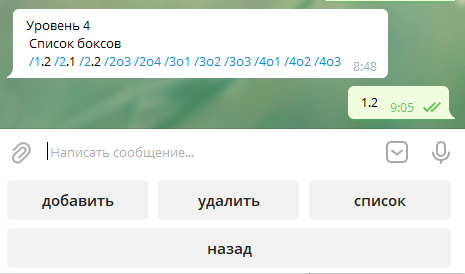 Уровень 4
Список боксов
/1.2 /2.1 /2.2 /2о3 /2о4 /3о1 /3о2 /3о3 /4о1 /4о2 /4о3
8:48
1.2 9:05
Написать сообщение...
добавить удалить список
назад